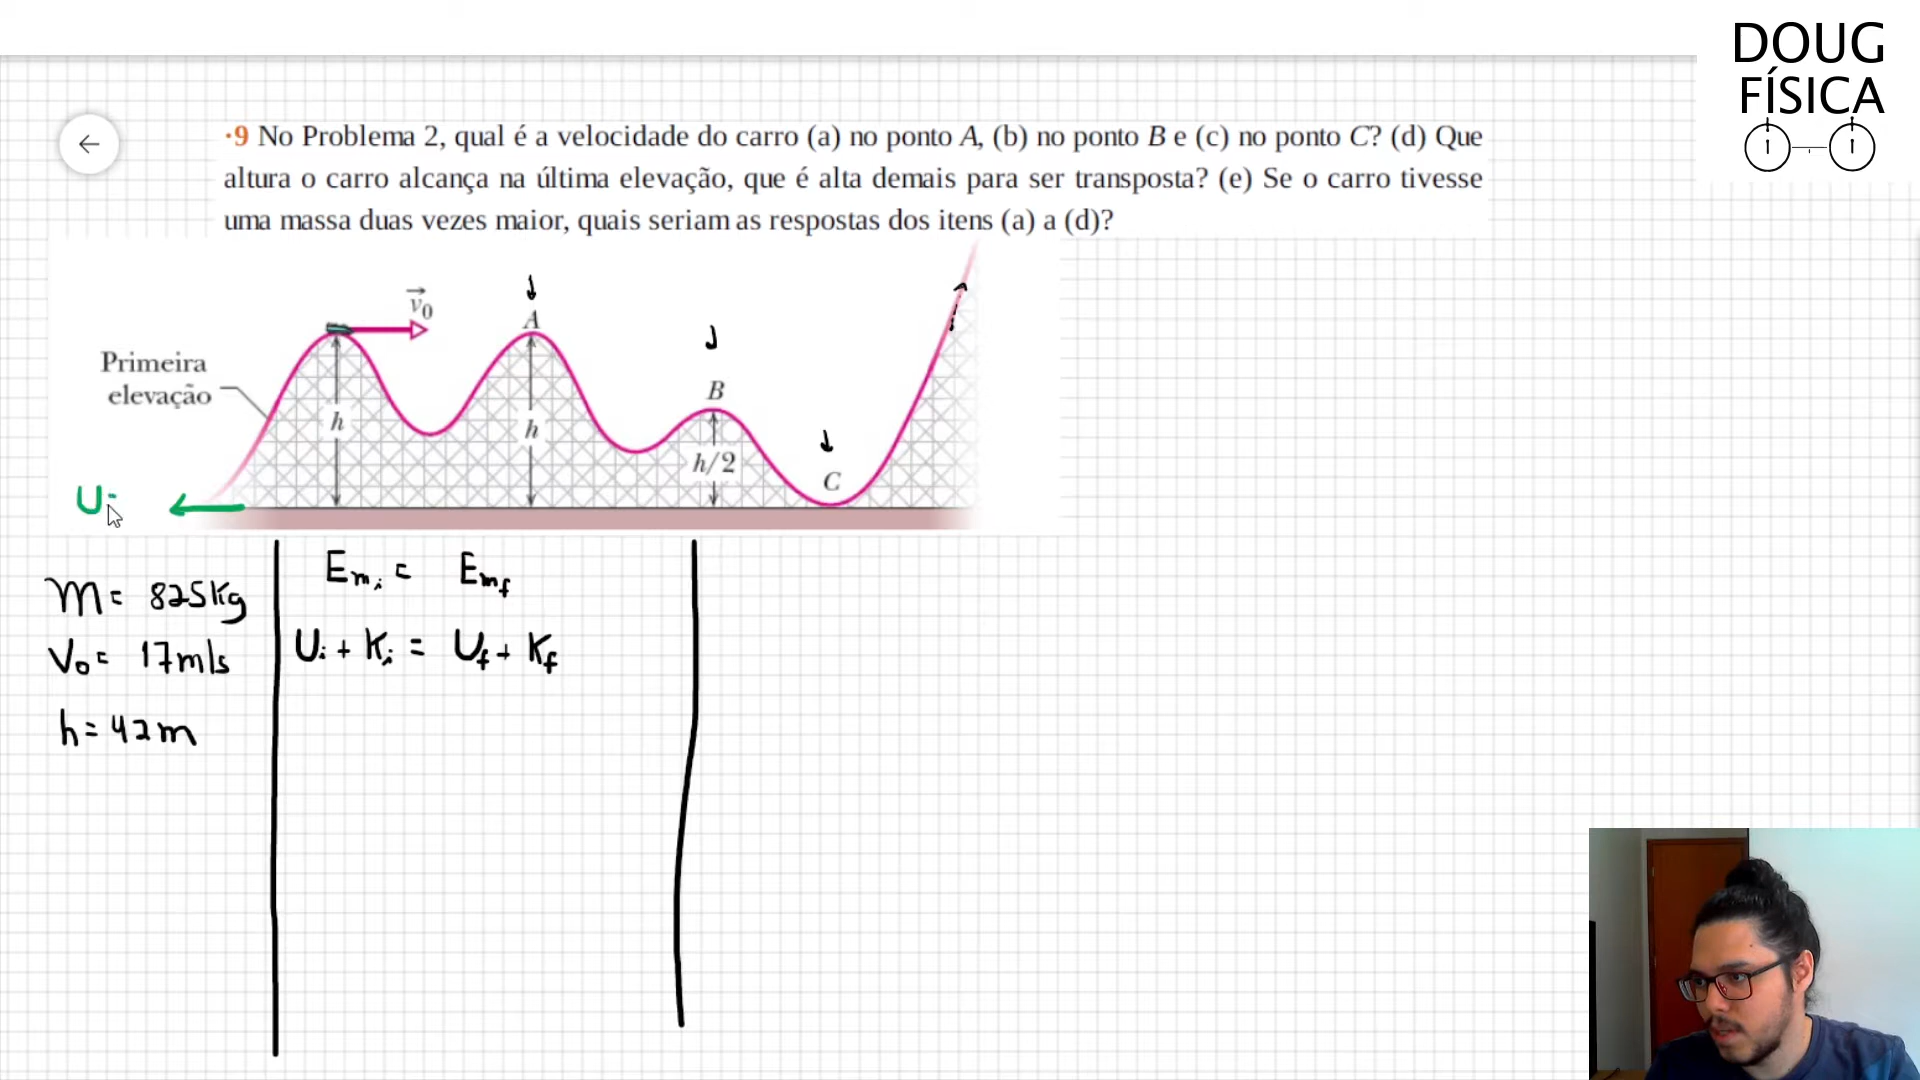 DOUG
FÍSICA
·9 No Problema 2, qual é a velocidade do carro (a) no ponto A, (b) no ponto B e (c) no ponto C? (d) Que
altura o carro alcança na última elevação, que é alta demais para ser transposta? (e) Se o carro tivesse
uma massa duas vezes maior, quais seriam as respostas dos itens (a) a (d)?
v0
A
Primeira
elevação
B
h
h
h/2
C
Ui
m = 825kg
V0 = 17m/s
h = 42m
Emi = Emf
Ui + Ki = Uf + Kf